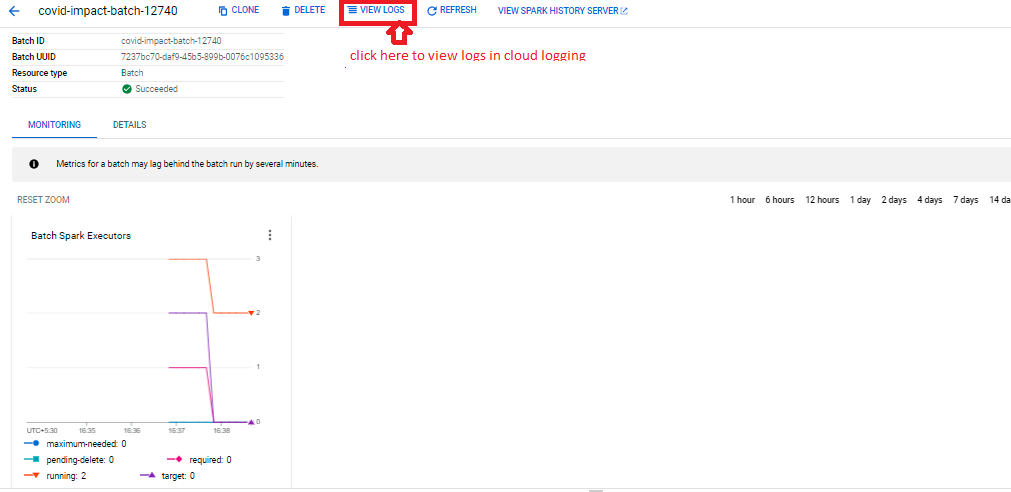 covid-impact-batch-12740 CLONE DELETE VIEW LOGS REFRESH VIEW SPARK HISTORY SERVER
click here to view logs in cloud logging
Batch ID covid-impact-batch-12740
Batch UUID 7237bc70-daf9-45b5-899b-0076c1095336
Resource type Batch
Status Succeeded
MONITORING DETAILS
Metrics for a batch may lag behind the batch run by several minutes.
RESET ZOOM 1 hour 6 hours 12 hours 1 day 2 days 4 days 7 days 14 da
Batch Spark Executors
3
2
1
0
UTC+5:30 16:35 16:36 16:37 16:38
maximum-needed: 0
pending-delete: 0 required: 0
running: 2 target: 0